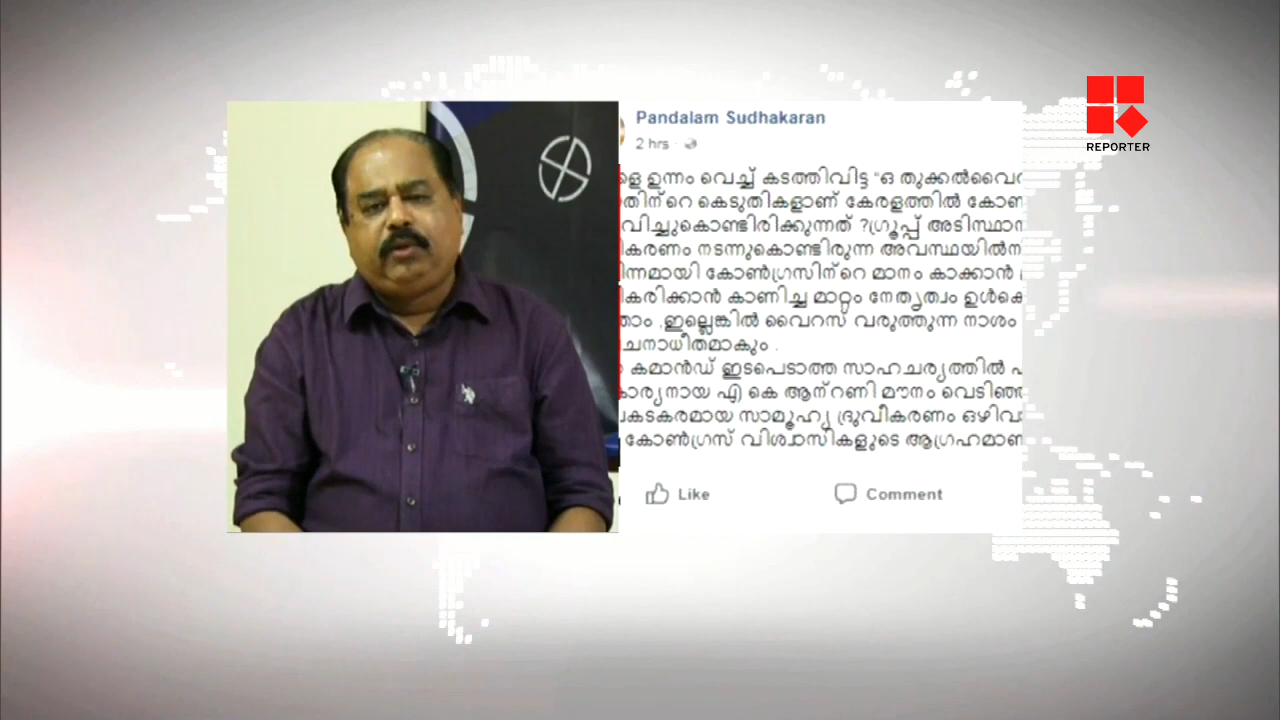 REPORTER
Pandalam Sudhakaran
2 hrs
ളെ ഉന്നം വെച്ച് കടത്തിവിട്ട "ഒ തുക്കൽവൈറ
തിന്റെ കെടുതികളാണ് കേരളത്തിൽ കോൺ
വിച്ചുകൊണ്ടിരിക്കുന്നത് ?ഗ്രൂപ്പ് അടിസ്ഥാന
കരണം നടന്നുകൊണ്ടിരുന്ന അവസ്ഥയിൽ
ന്നമായി കോൺഗ്രസിന്റെ മാനം കാക്കാൻ
കരിക്കാൻ കാണിച്ച മാറ്റം നേതൃത്വം ഉൾക്കൊ
ാം .ഇല്ലെങ്കിൽ വൈറസ് വരുത്തുന്ന നാശം
ചനാധീതമാകും .
കമാൻഡ് ഇടപെടാത്ത സാഹചര്യത്തിൽ
കാര്യനായ എ കെ ആന്റണി മൗനം വെടിഞ്ഞ
കടകരമായ സാമൂഹ്യ ദ്രുവീകരണം ഒഴിവാ
കോൺഗ്രസ് വിശ്വാസികളുടെ ആഗ്രഹമാണ
Like
Comment